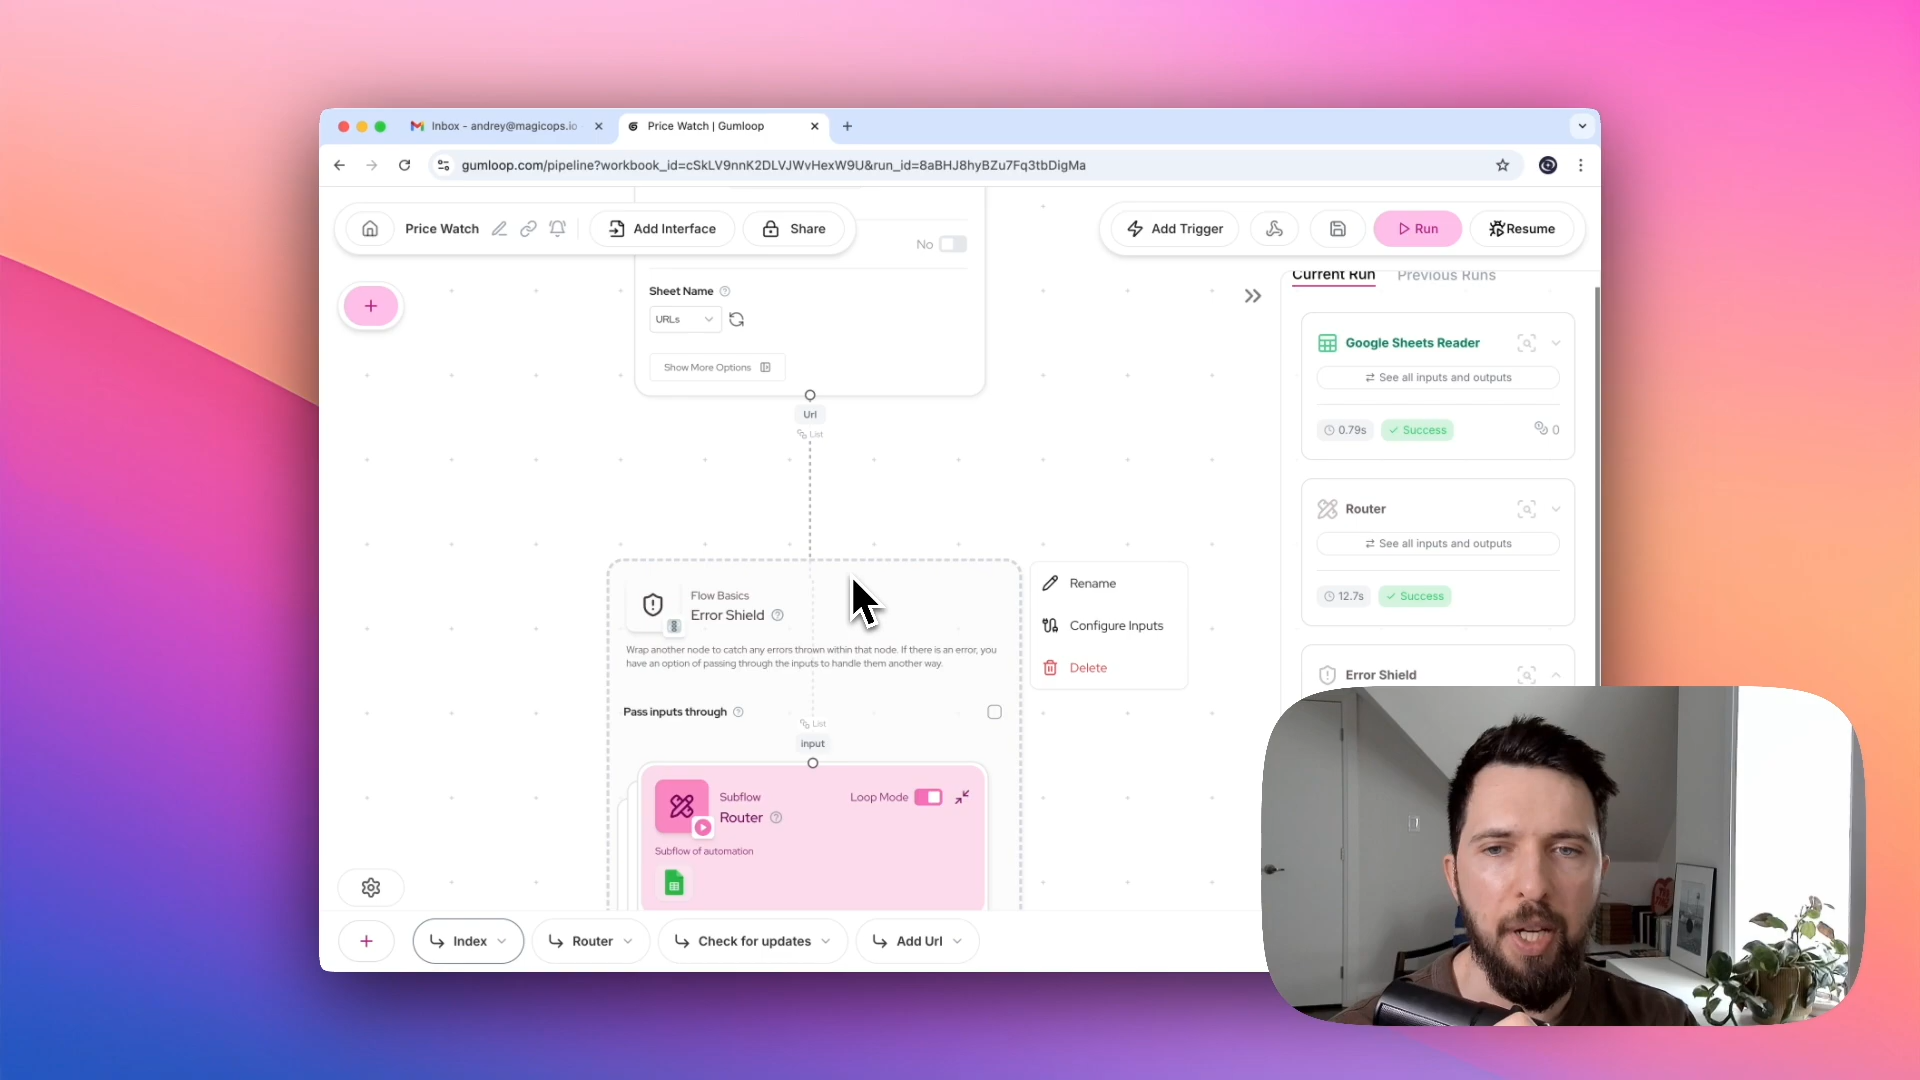 Inbox - andrey@magicops.io
Price Watch | Gumloop
gumloop.com/pipeline?workbook_id=cSkLV9nnK2DLVJWvHexW9U&run_id=8aBHJ8hyBZu7Fq3tbDigMa
Price Watch
Add Interface
Share
Add Trigger
Run
Resume
No
Sheet Name
URLs
Show More Options
Url
List
Current Run
Previous Runs
Google Sheets Reader
See all inputs and outputs
0.79s
Success
0
Router
See all inputs and outputs
12.7s
Success
Error Shield
Flow Basics
Error Shield
Wrap another node to catch any errors thrown within that node. If there is an error, you
have an option of passing through the inputs to handle them another way.
Pass inputs through
List
input
Rename
Configure Inputs
Delete
Subflow
Router
Loop Mode
Subflow of automation
Index
Router
Check for updates
Add Url